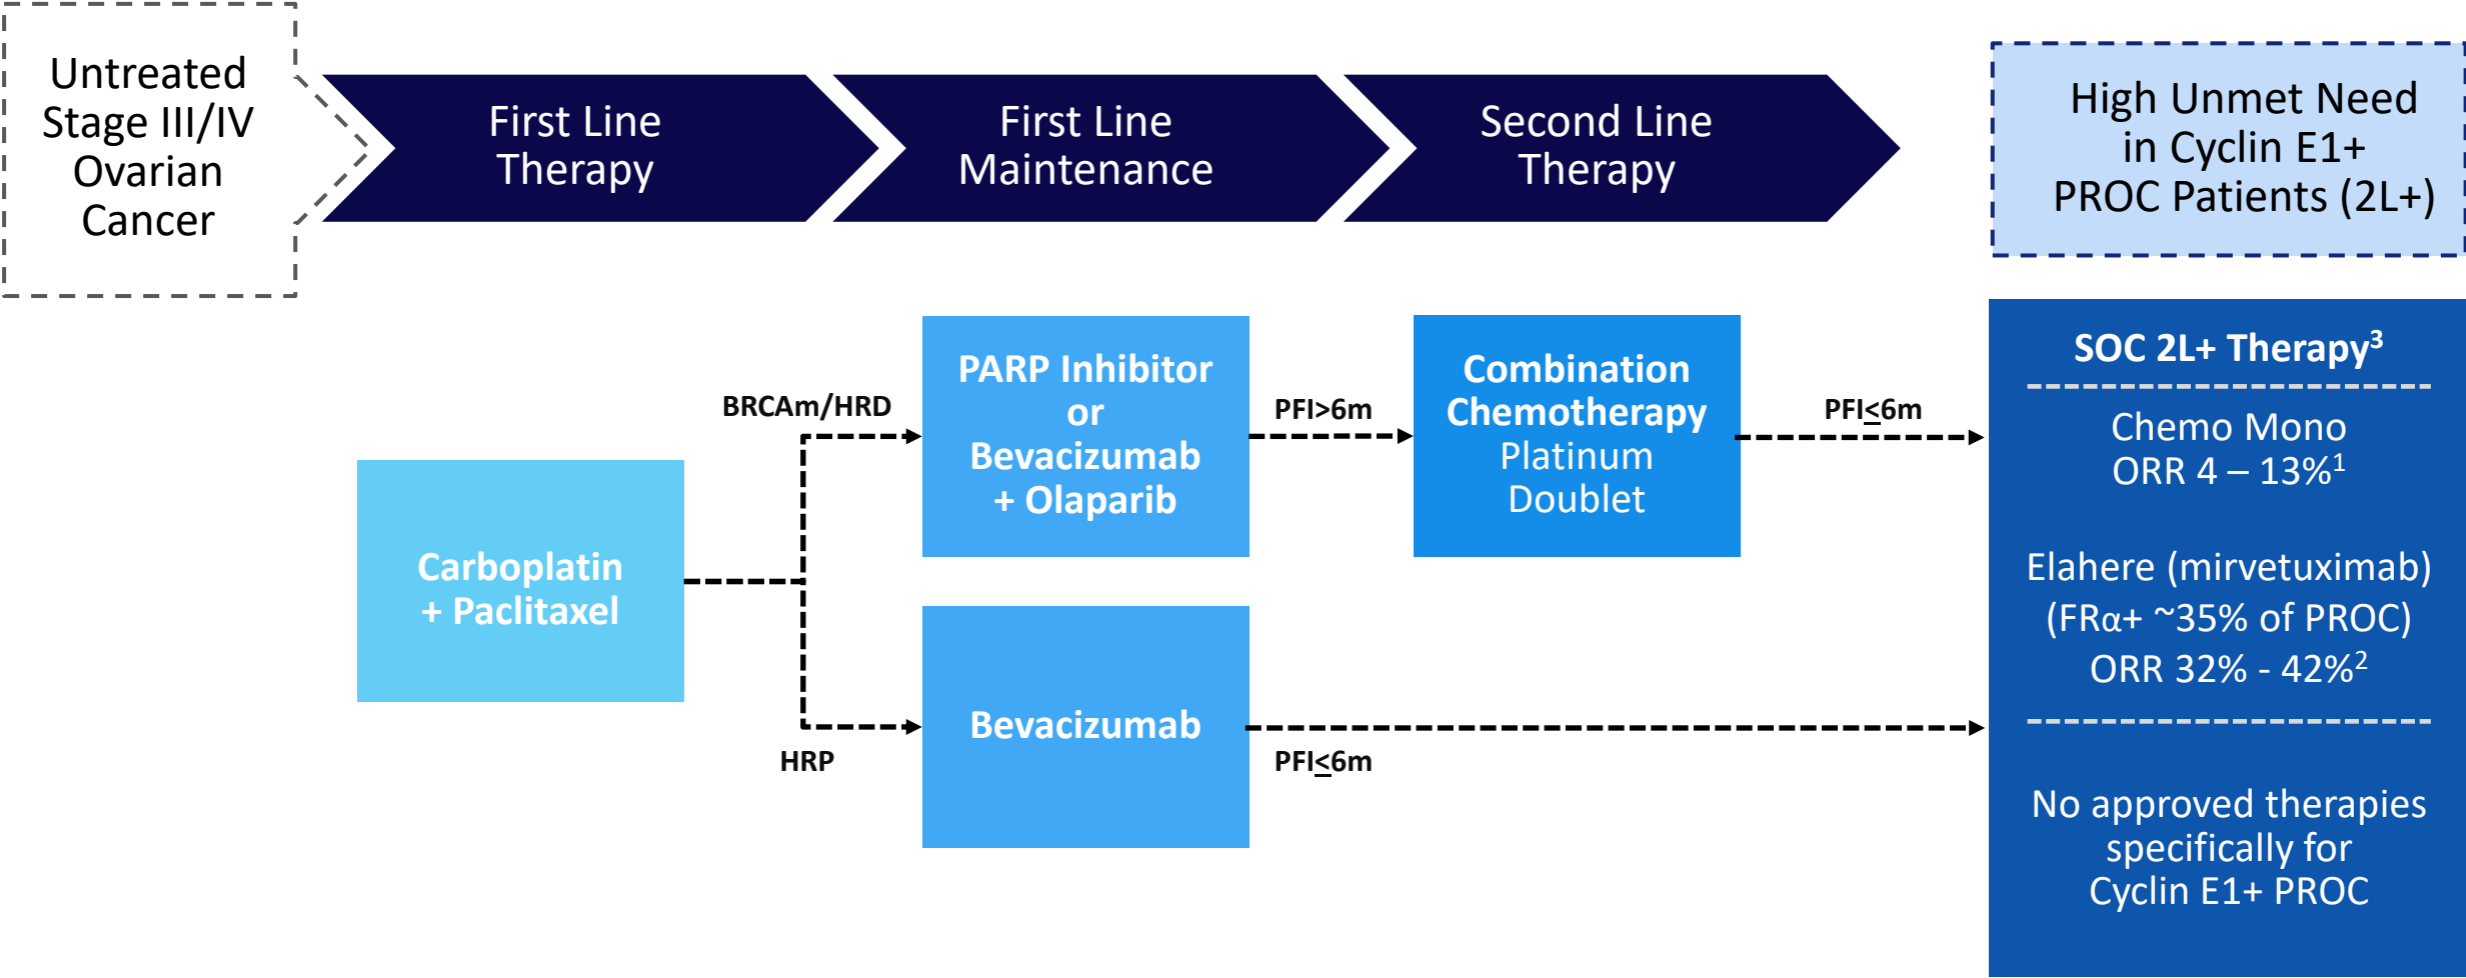 Untreated
Stage III/IV
Ovarian
Cancer
First Line
Therapy
First Line
Maintenance
Second Line
Therapy
High Unmet Need
in Cyclin E1+
PROC Patients (2L+)
Carboplatin
+ Paclitaxel
BRCAm/HRD
HRP
PARP Inhibitor
or
Bevacizumab
+ Olaparib
Bevacizumab
PFI>6m
PFI≤6m
Combination
Chemotherapy
Platinum
Doublet
PFI≤6m
SOC 2L+ Therapy³
Chemo Mono
ORR 4 – 13%¹
Elahere (mirvetuximab)
(FRα+ ~35% of PROC)
ORR 32% - 42%²
No approved therapies
specifically for
Cyclin E1+ PROC